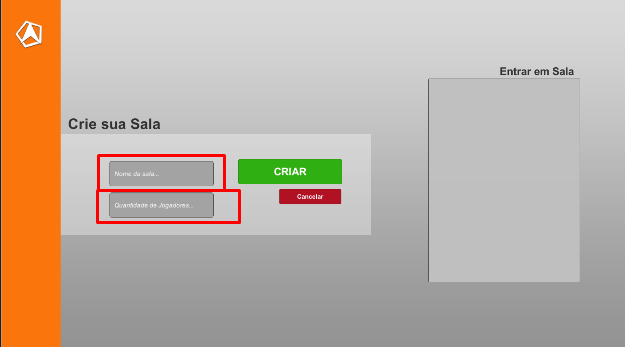 Entrar em Sala
Crie sua Sala
Nome da sala...
CRIAR
Cancelar
Quantidade de Jogadores...